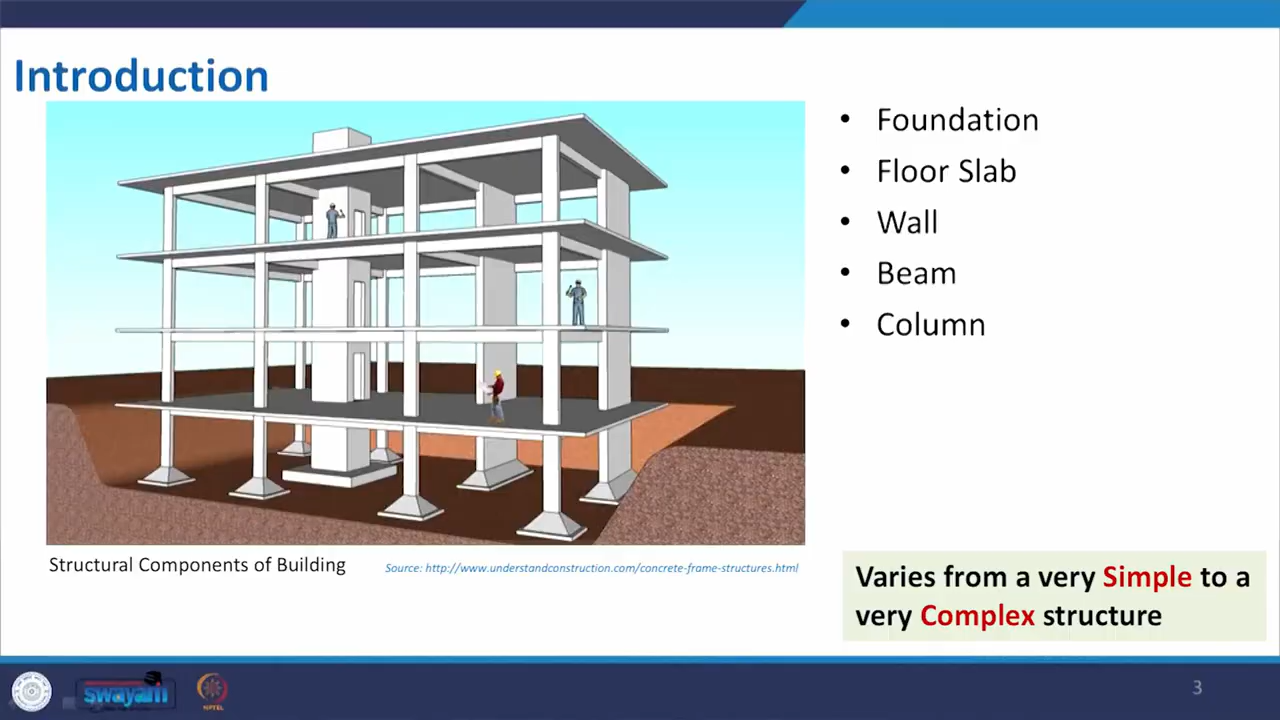 Introduction
• Foundation
• Floor Slab
• Wall
• Beam
• Column
Structural Components of Building
Source: http://www.understandconstruction.com/concrete-frame-structures.html
Varies from a very Simple to a
very Complex structure
swayam
NPTEL
3